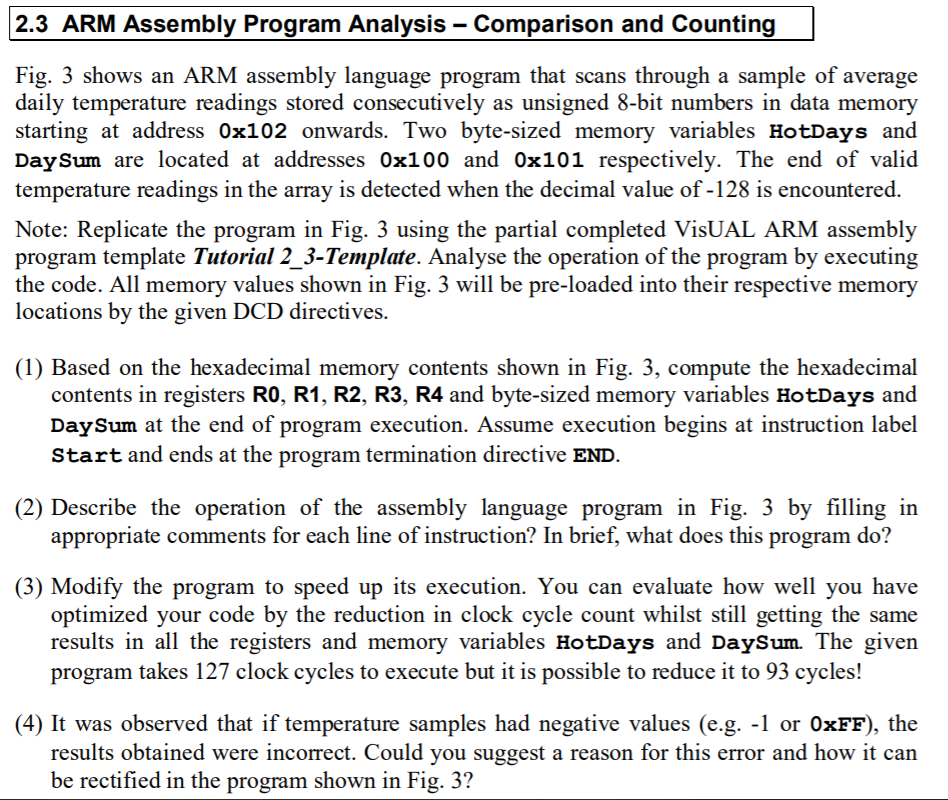 2.3 ARM Assembly Program Analysis – Comparison and Counting
Fig. 3 shows an ARM assembly language program that scans through a sample of average
daily temperature readings stored consecutively as unsigned 8-bit numbers in data memory
starting at address 0x102 onwards. Two byte-sized memory variables HotDays and
DaySum are located at addresses 0x100 and 0x101 respectively. The end of valid
temperature readings in the array is detected when the decimal value of -128 is encountered.
Note: Replicate the program in Fig. 3 using the partial completed VisUAL ARM assembly
program template Tutorial 2_3-Template. Analyse the operation of the program by executing
the code. All memory values shown in Fig. 3 will be pre-loaded into their respective memory
locations by the given DCD directives.
(1) Based on the hexadecimal memory contents shown in Fig. 3, compute the hexadecimal
contents in registers R0, R1, R2, R3, R4 and byte-sized memory variables HotDays and
DaySum at the end of program execution. Assume execution begins at instruction label
Start and ends at the program termination directive END.
(2) Describe the operation of the assembly language program in Fig. 3 by filling in
appropriate comments for each line of instruction? In brief, what does this program do?
(3) Modify the program to speed up its execution. You can evaluate how well you have
optimized your code by the reduction in clock cycle count whilst still getting the same
results in all the registers and memory variables HotDays and DaySum. The given
program takes 127 clock cycles to execute but it is possible to reduce it to 93 cycles!
(4) It was observed that if temperature samples had negative values (e.g. -1 or 0xFF), the
results obtained were incorrect. Could you suggest a reason for this error and how it can
be rectified in the program shown in Fig. 3?